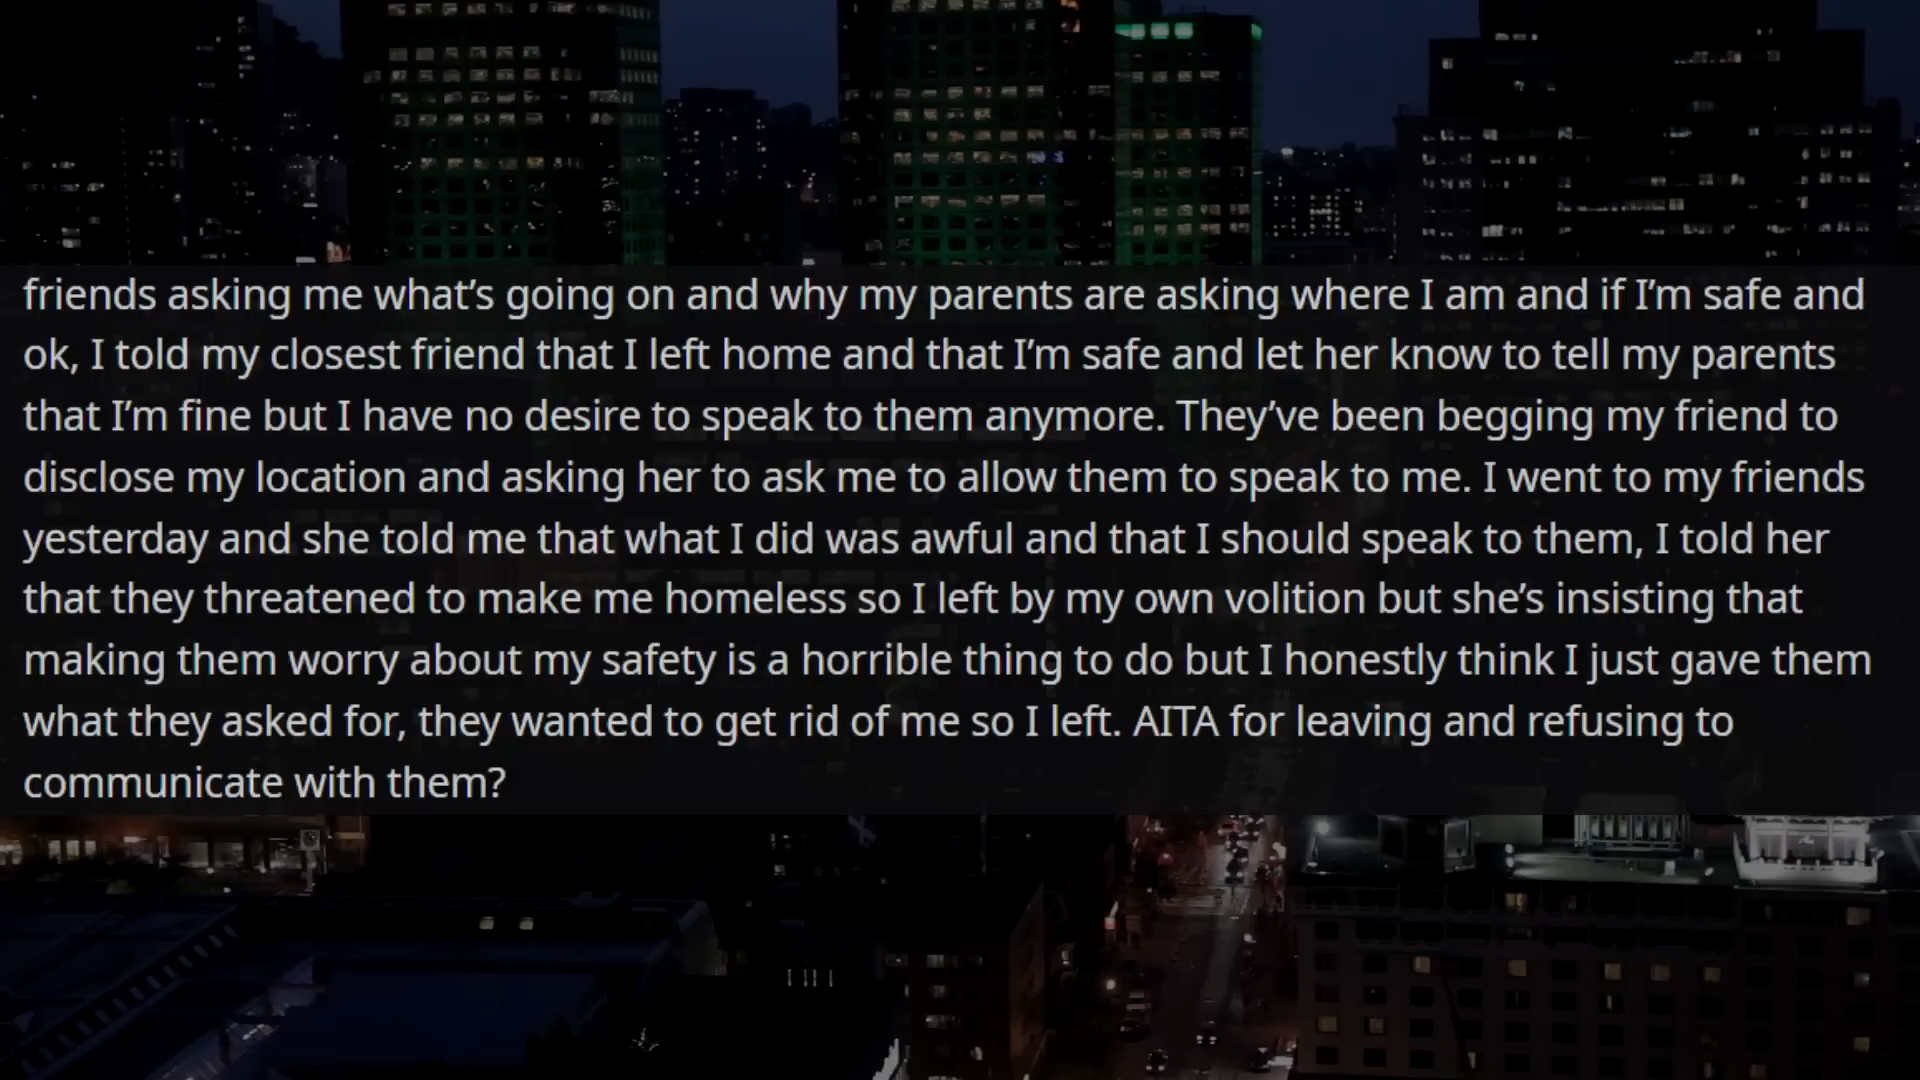 friends asking me what’s going on and why my parents are asking where I am and if I’m safe and
ok, I told my closest friend that I left home and that I’m safe and let her know to tell my parents
that I’m fine but I have no desire to speak to them anymore. They’ve been begging my friend to
disclose my location and asking her to ask me to allow them to speak to me. I went to my friends
yesterday and she told me that what I did was awful and that I should speak to them, I told her
that they threatened to make me homeless so I left by my own volition but she’s insisting that
making them worry about my safety is a horrible thing to do but I honestly think I just gave them
what they asked for, they wanted to get rid of me so I left. AITA for leaving and refusing to
communicate with them?